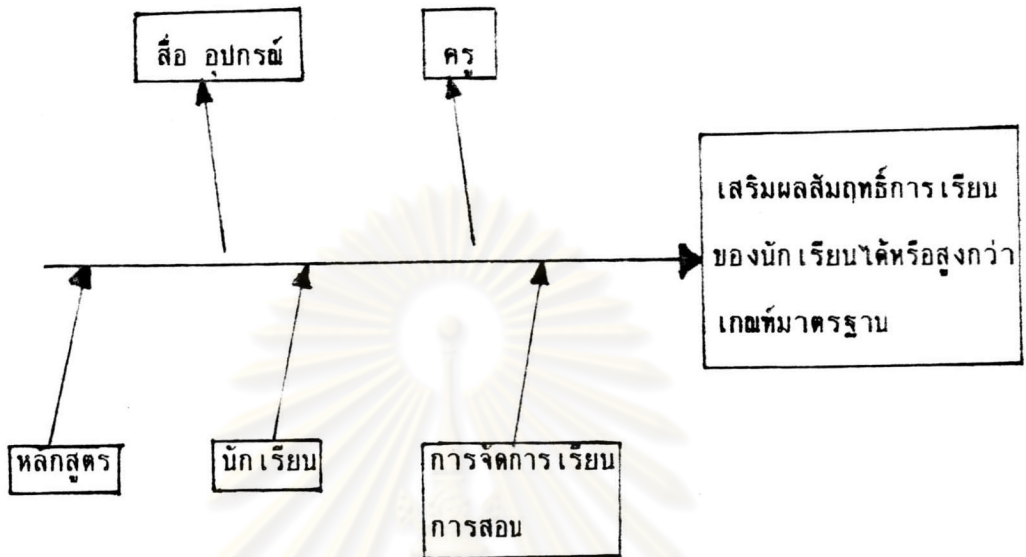 สื่อ อุปกรณ์
ครู
เสริมผลสัมฤทธิ์การเรียน
ของนักเรียนได้หรือสูงกว่า
เกณฑ์มาตรฐาน
หลักสูตร
นักเรียน
การจัดการเรียน
การสอน